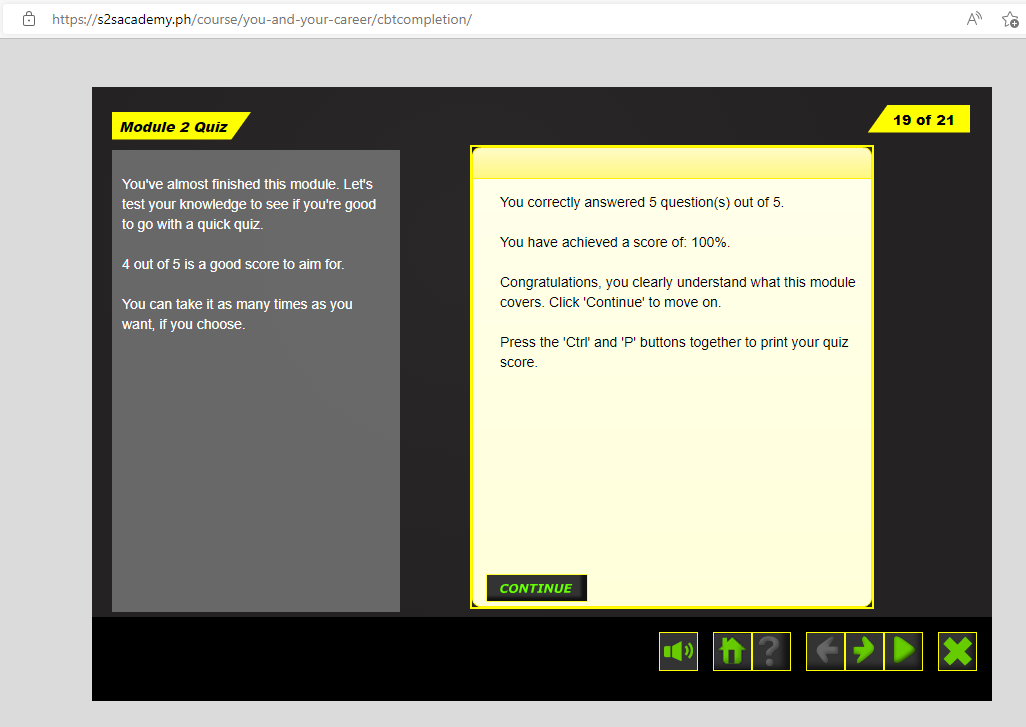 https://s2sacademy.ph/course/you-and-your-career/cbtcompletion/
Module 2 Quiz
19 of 21
You've almost finished this module. Let's
test your knowledge to see if you're good
to go with a quick quiz.
4 out of 5 is a good score to aim for.
You can take it as many times as you
want, if you choose.
You correctly answered 5 question(s) out of 5.
You have achieved a score of: 100%.
Congratulations, you clearly understand what this module
covers. Click 'Continue' to move on.
Press the 'Ctrl' and 'P' buttons together to print your quiz
score.
CONTINUE